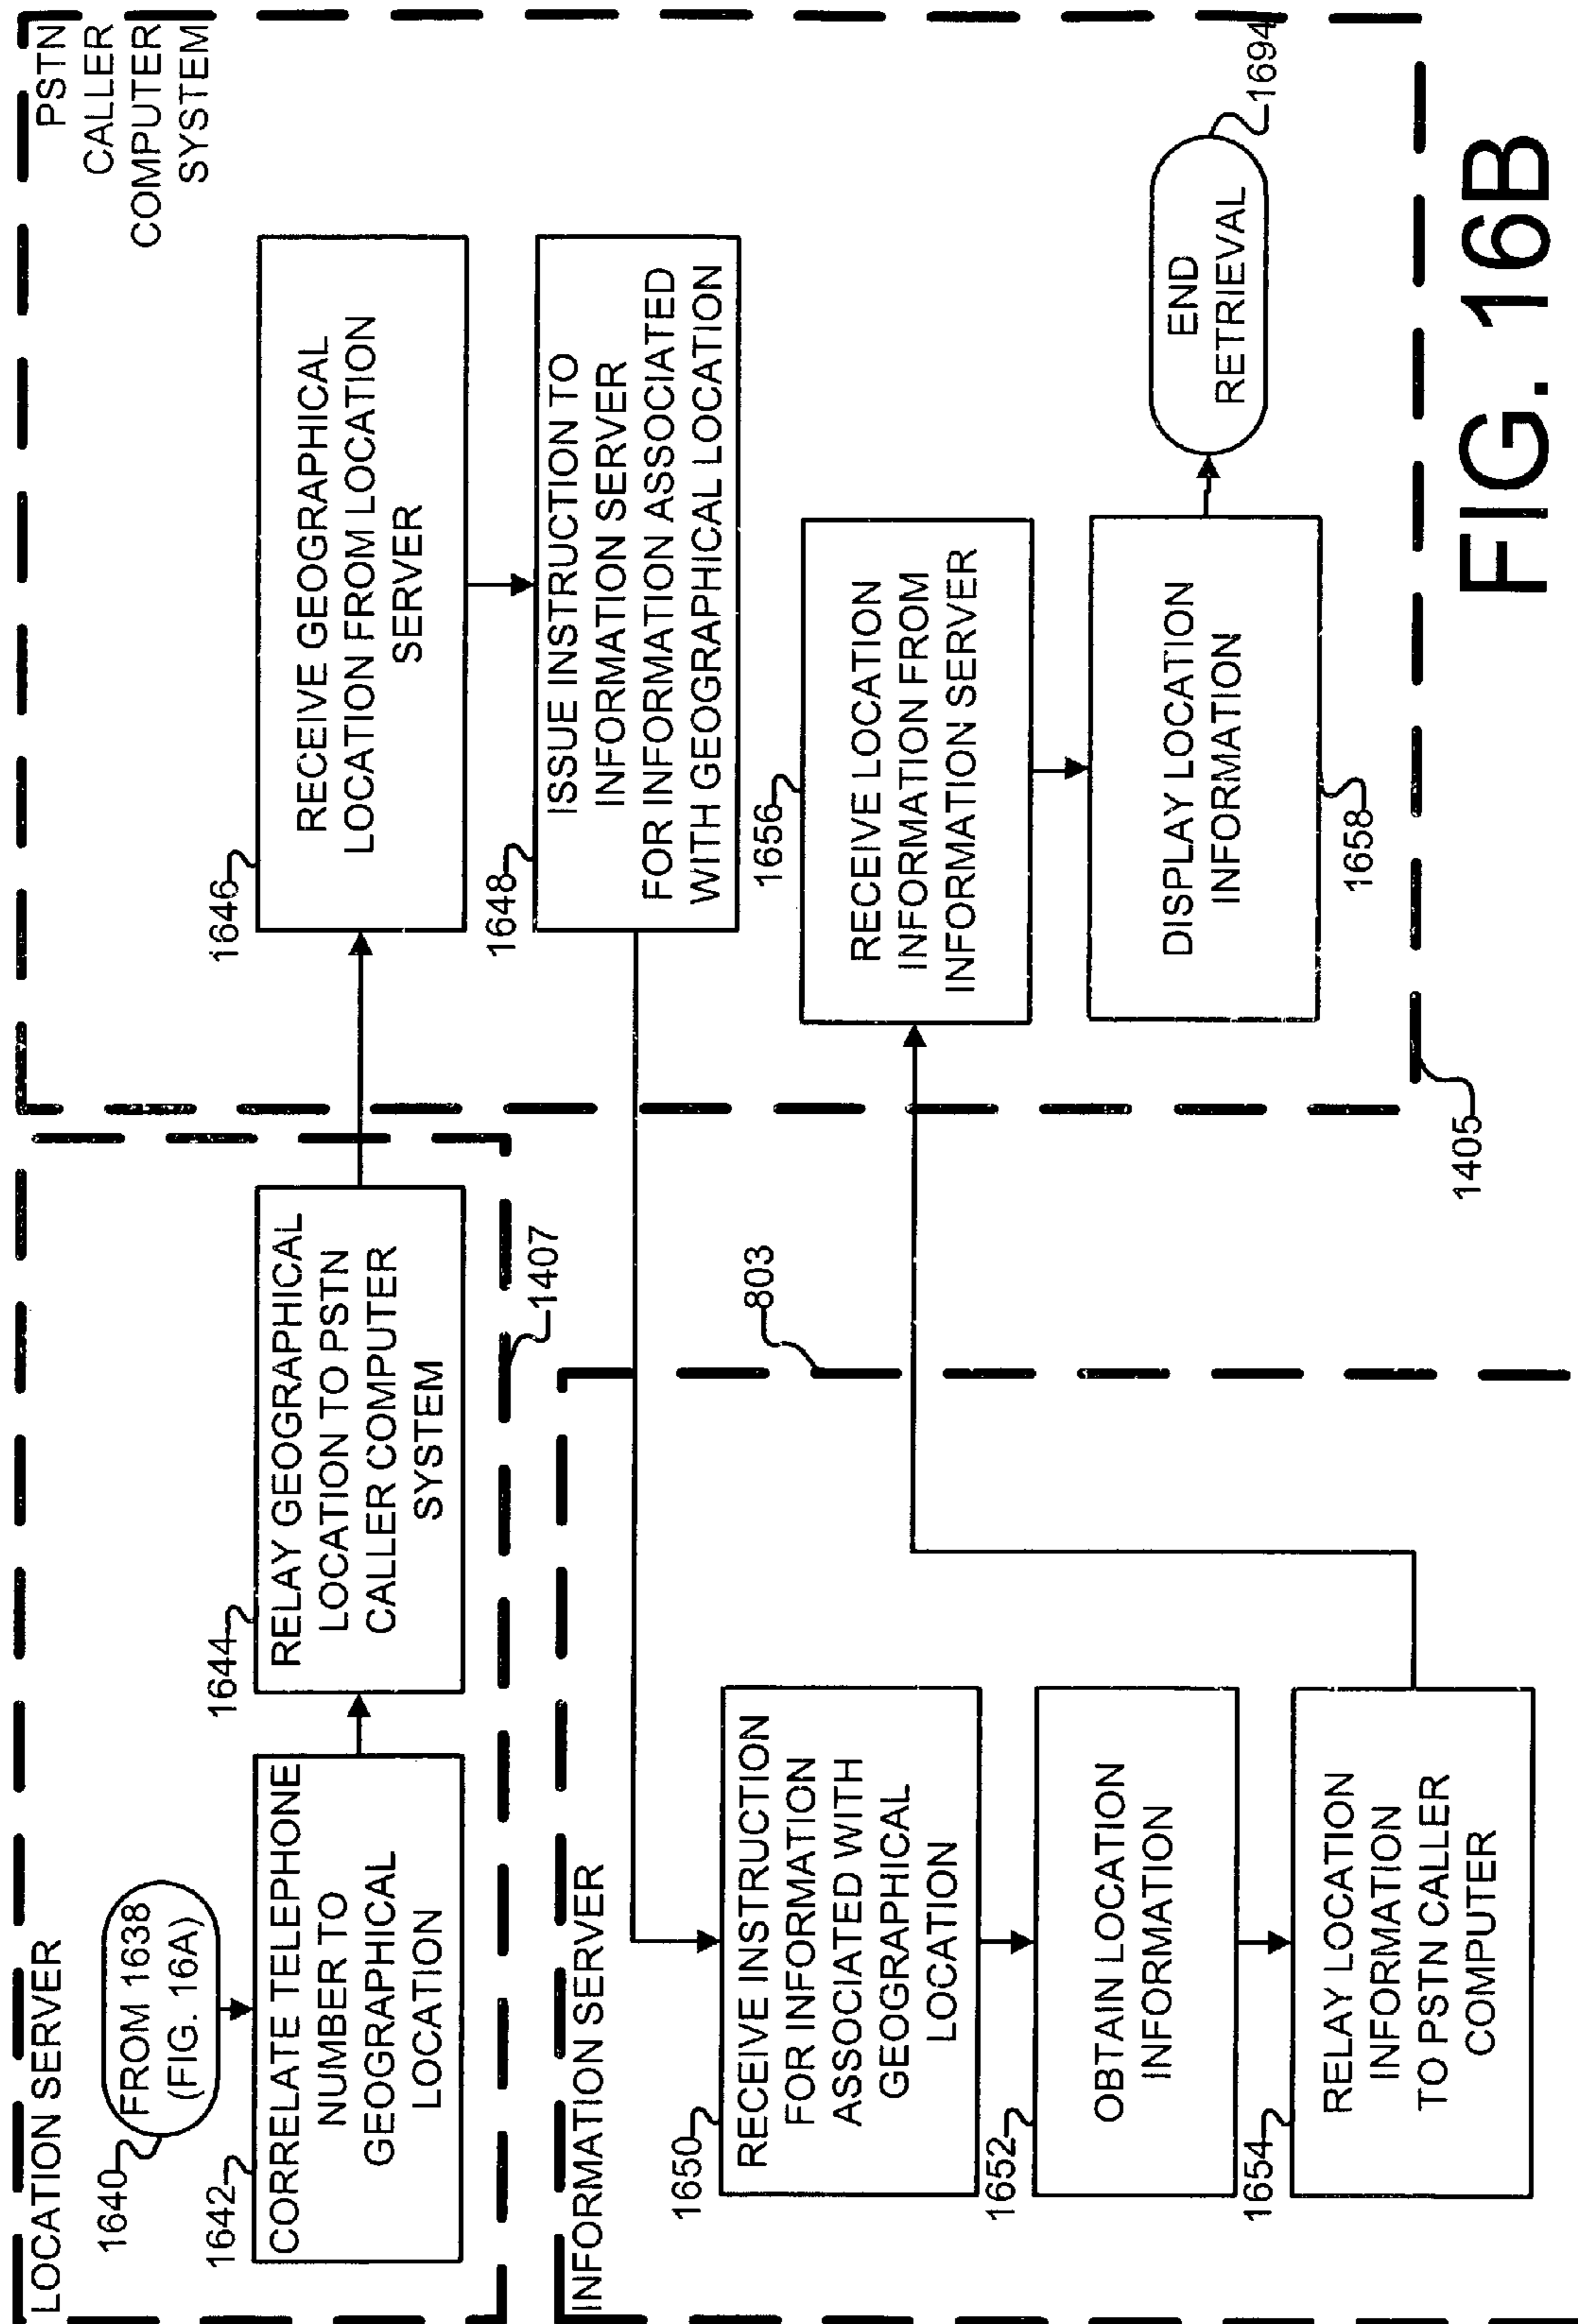 LOCATION SERVER
1640
FROM 1638
(FIG. 16A)
1642
CORRELATE TELEPHONE
NUMBER TO
GEOGRAPHICAL
LOCATION
1644
RELAY GEOGRAPHICAL
LOCATION TO PSTN
CALLER COMPUTER
SYSTEM
1407
PSTN
CALLER
COMPUTER
SYSTEM
1646
RECEIVE GEOGRAPHICAL
LOCATION FROM LOCATION
SERVER
1648
ISSUE INSTRUCTION TO
INFORMATION SERVER
FOR INFORMATION ASSOCIATED
WITH GEOGRAPHICAL LOCATION
INFORMATION SERVER
803
1650
RECEIVE INSTRUCTION
FOR INFORMATION
ASSOCIATED WITH
GEOGRAPHICAL
LOCATION
1652
OBTAIN LOCATION
INFORMATION
1654
RELAY LOCATION
INFORMATION
TO PSTN CALLER
COMPUTER
1656
RECEIVE LOCATION
INFORMATION FROM
INFORMATION SERVER
DISPLAY LOCATION
INFORMATION
1658
END
RETRIEVAL
1694
1405
FIG. 16B